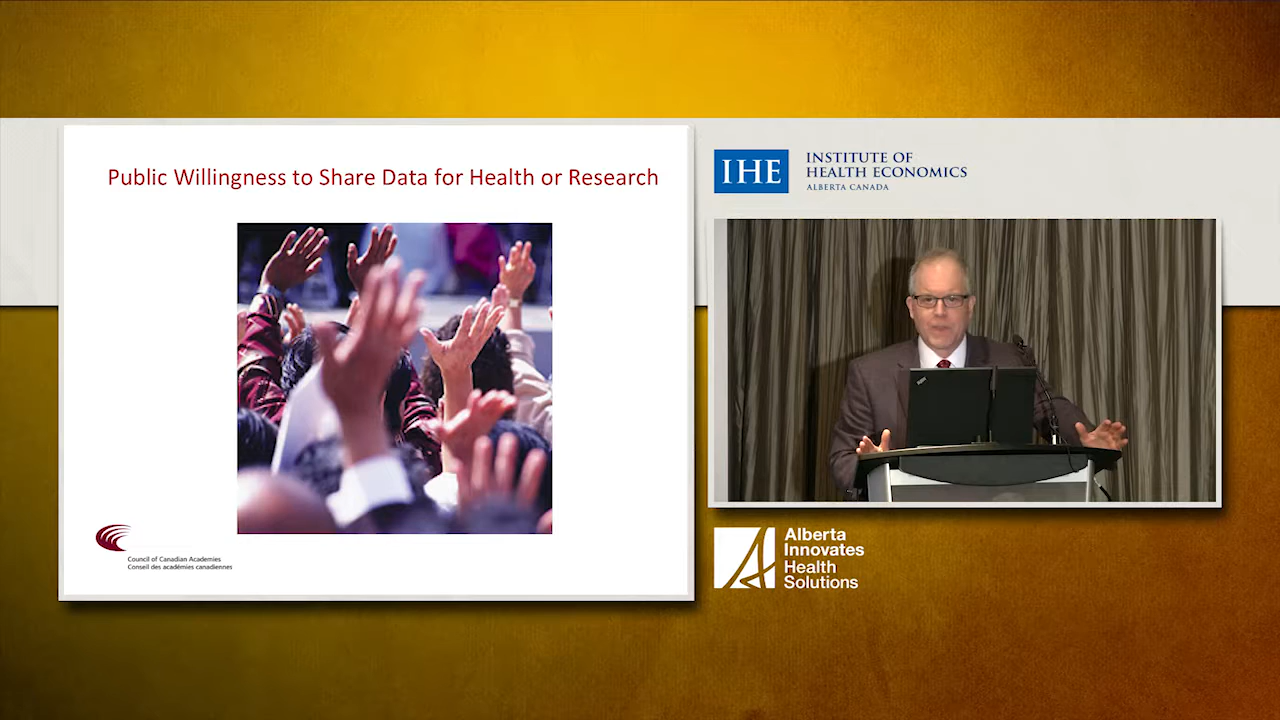 Public Willingness to Share Data for Health or Research
Council of Canadian Academies
Conseil des académies canadiennes
IHE
INSTITUTE OF
HEALTH ECONOMICS
ALBERTA CANADA
Alberta
Innovates
Health
Solutions